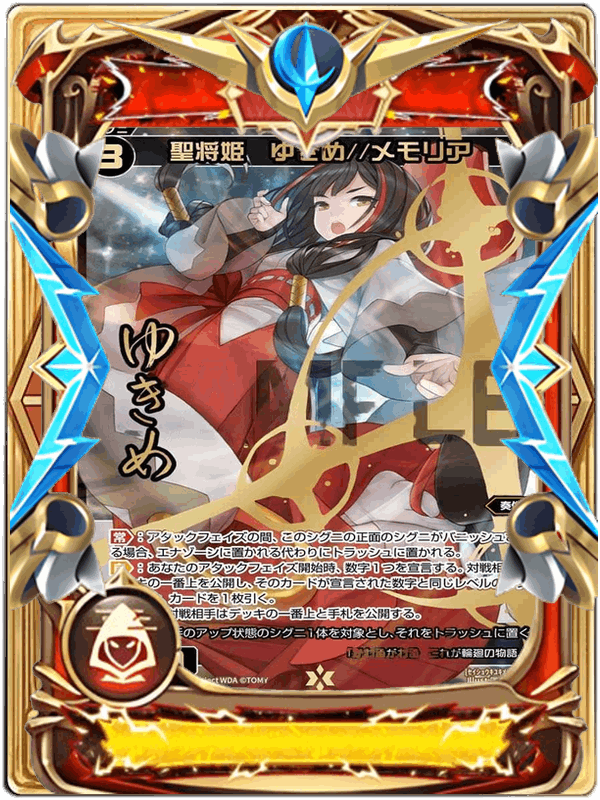 3
聖将姫 ゆきめ//メモリア
ゆきめ
常：アタックフェイズの間、このシグニの正面のシグニがバニッシュ
る場合、エナゾーンに置かれる代わりにトラッシュに置かれる。
：あなたのアタックフェイズ開始時、数字1つを宣言する。対戦相
の一番上を公開し、そのカードが宣言された数字と同じレベルの
カードを1枚引く。
対戦相手はデッキの一番上と手札を公開する。
のアップ状態のシグニ1体を対象とし、それをトラッシュに置く
れが輪廻の物語
ject WDA ©TOMY